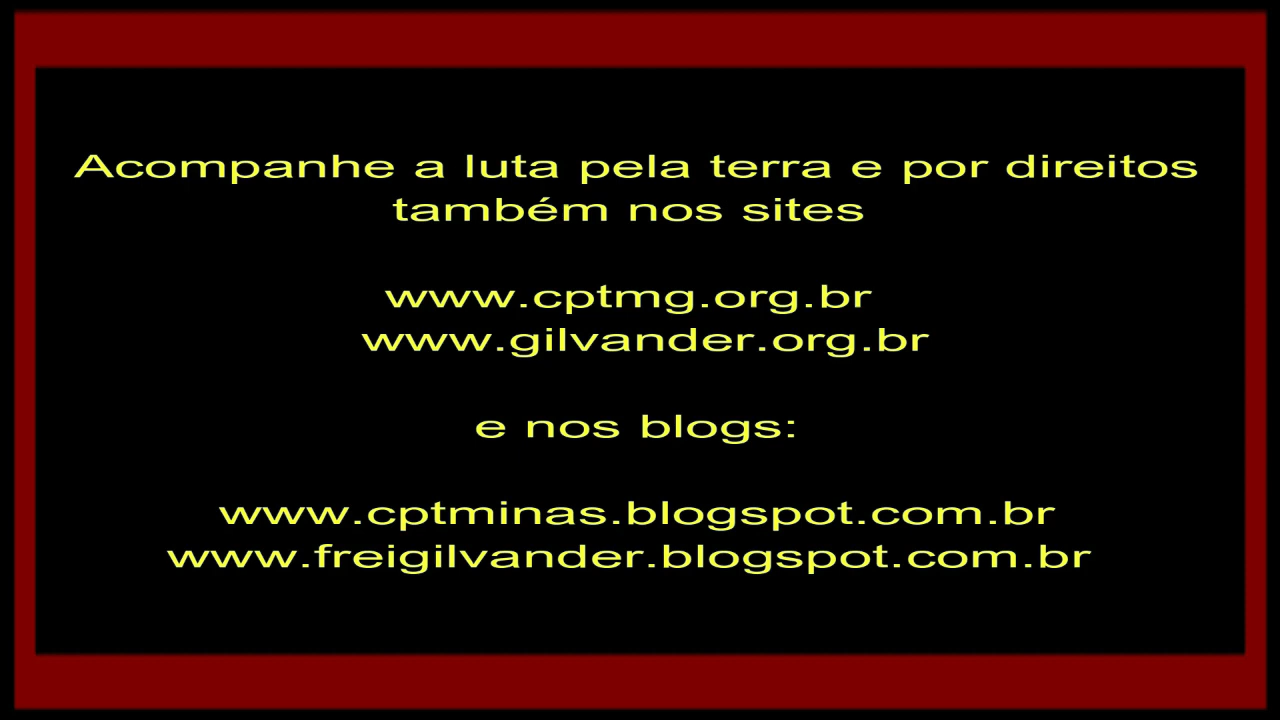 Acompanhe a luta pela terra e por direitos
também nos sites
www.cptmg.org.br
www.gilvander.org.br
e nos blogs:
www.cptminas.blogspot.com.br
www.freigilvander.blogspot.com.br